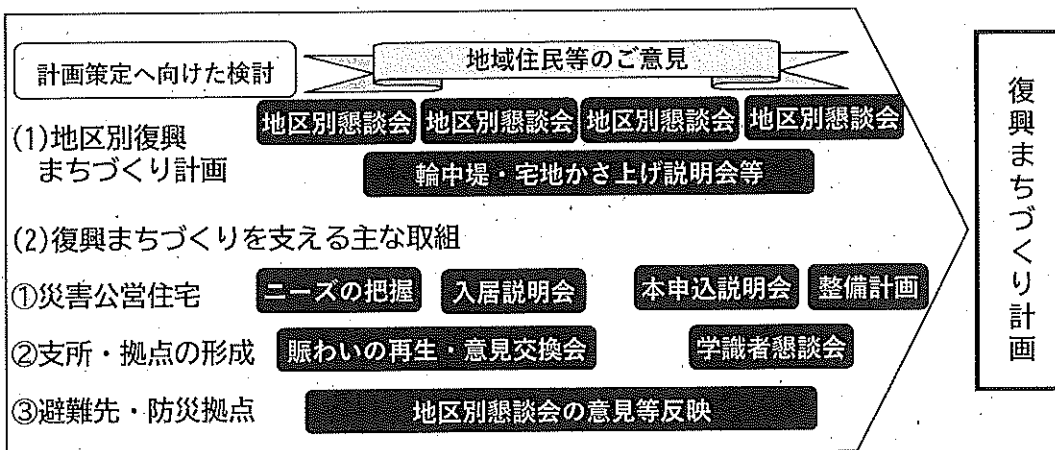 地域住民等のご意見
計画策定へ向けた検討
(1)地区別復興
まちづくり計画
地区別懇談会 地区別懇談会 地区別懇談会 地区別懇談会
輪中堤・宅地かさ上げ説明会等
(2)復興まちづくりを支える主な取組
①災害公営住宅 ニーズの把握 入居説明会 本申込説明会 整備計画
②支所・拠点の形成 賑わいの再生・意見交換会 学識者懇談会
③避難先・防災拠点 地区別懇談会の意見等反映
復興まちづくり計画